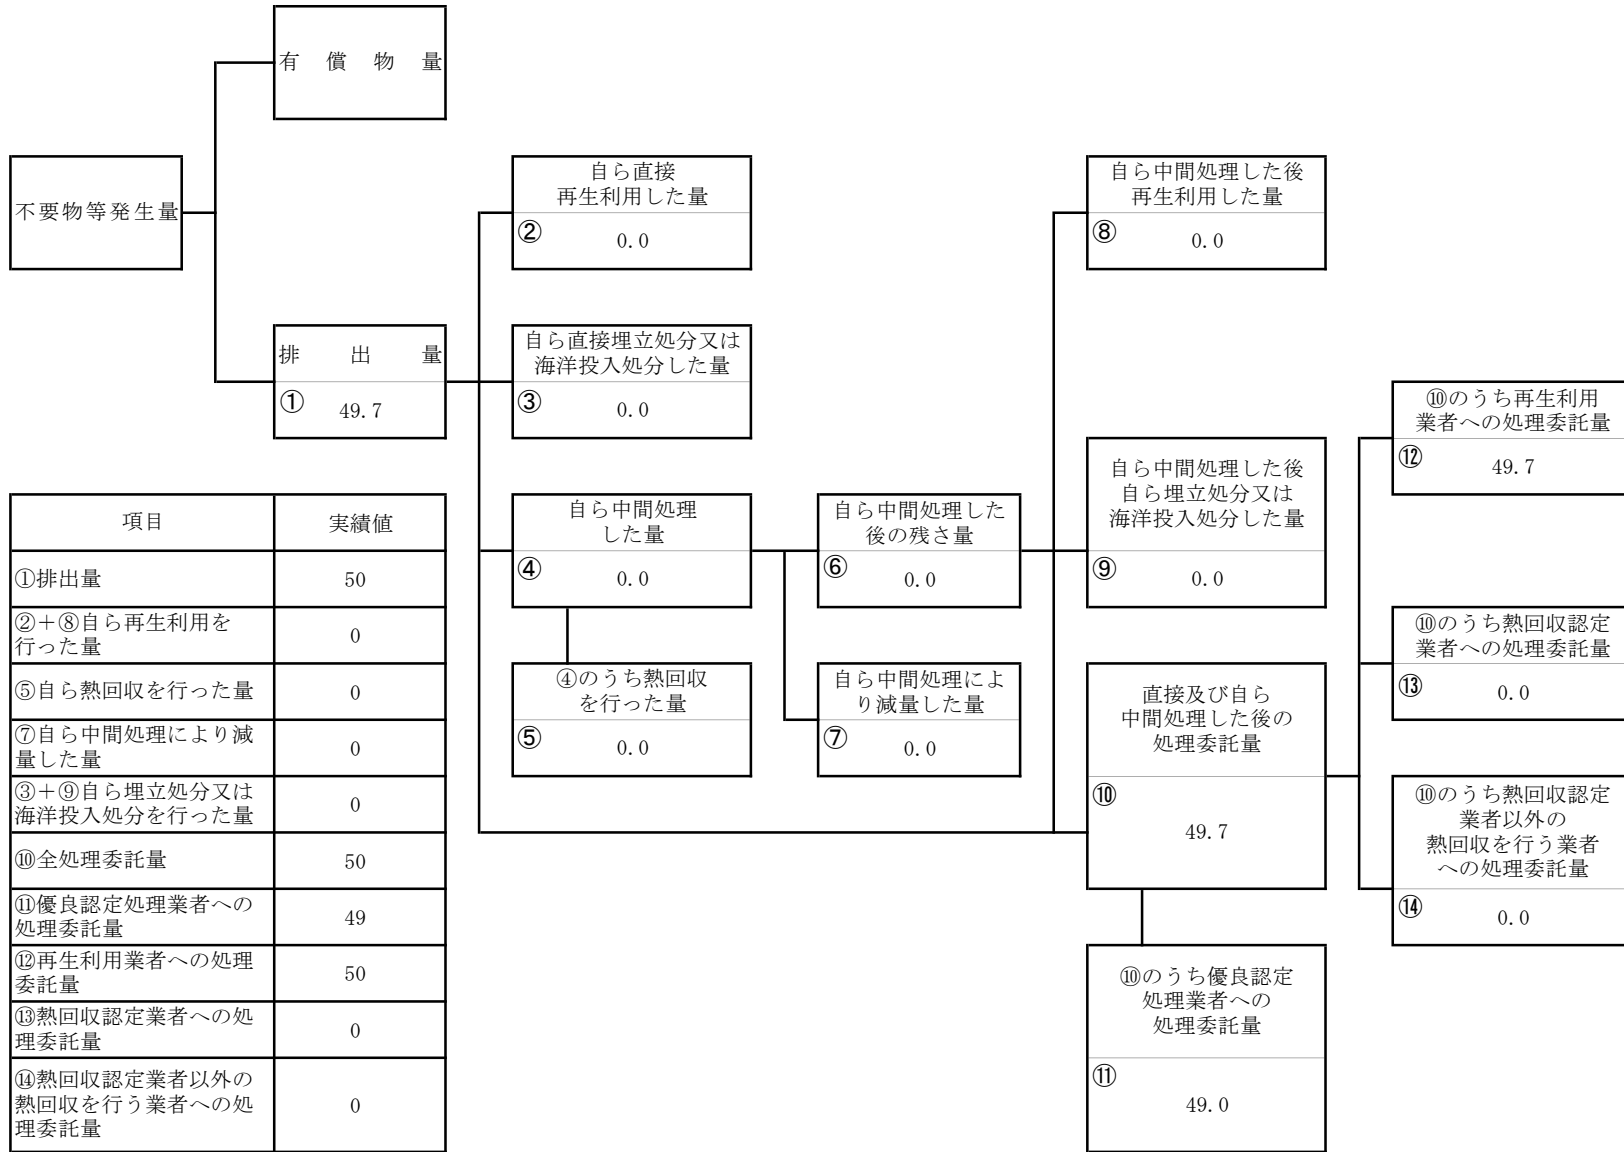 有償物量
不要物等発生量
自ら直接
再生利用した量
② 0.0
自ら中間処理した後
再生利用した量
⑧ 0.0
排出量
① 49.7
自ら直接埋立処分又は
海洋投入処分した量
③ 0.0
⑩のうち再生利用
業者への処理委託量
⑫ 49.7
自ら中間処理した後
自ら埋立処分又は
海洋投入処分した量
⑨ 0.0
自ら中間処理
した量
④ 0.0
自ら中間処理した
後の残さ量
⑥ 0.0
⑩のうち熱回収認定
業者への処理委託量
⑬ 0.0
④のうち熱回収
を行った量
⑤ 0.0
自ら中間処理によ
り減量した量
⑦ 0.0
直接及び自ら
中間処理した後の
処理委託量
⑩ 49.7
⑩のうち熱回収認定
業者以外の
熱回収を行う業者
への処理委託量
⑭ 0.0
⑩のうち優良認定
処理業者への
処理委託量
⑪ 49.0
項目 実績値
①排出量 50
②+⑧自ら再生利用を
行った量 0
⑤自ら熱回収を行った量 0
⑦自ら中間処理により減
量した量 0
③+⑨自ら埋立処分又は
海洋投入処分を行った量 0
⑩全処理委託量 50
⑪優良認定処理業者への
処理委託量 49
⑫再生利用業者への処理
委託量 50
⑬熱回収認定業者への処
理委託量 0
⑭熱回収認定業者以外の
熱回収を行う業者への処
理委託量 0